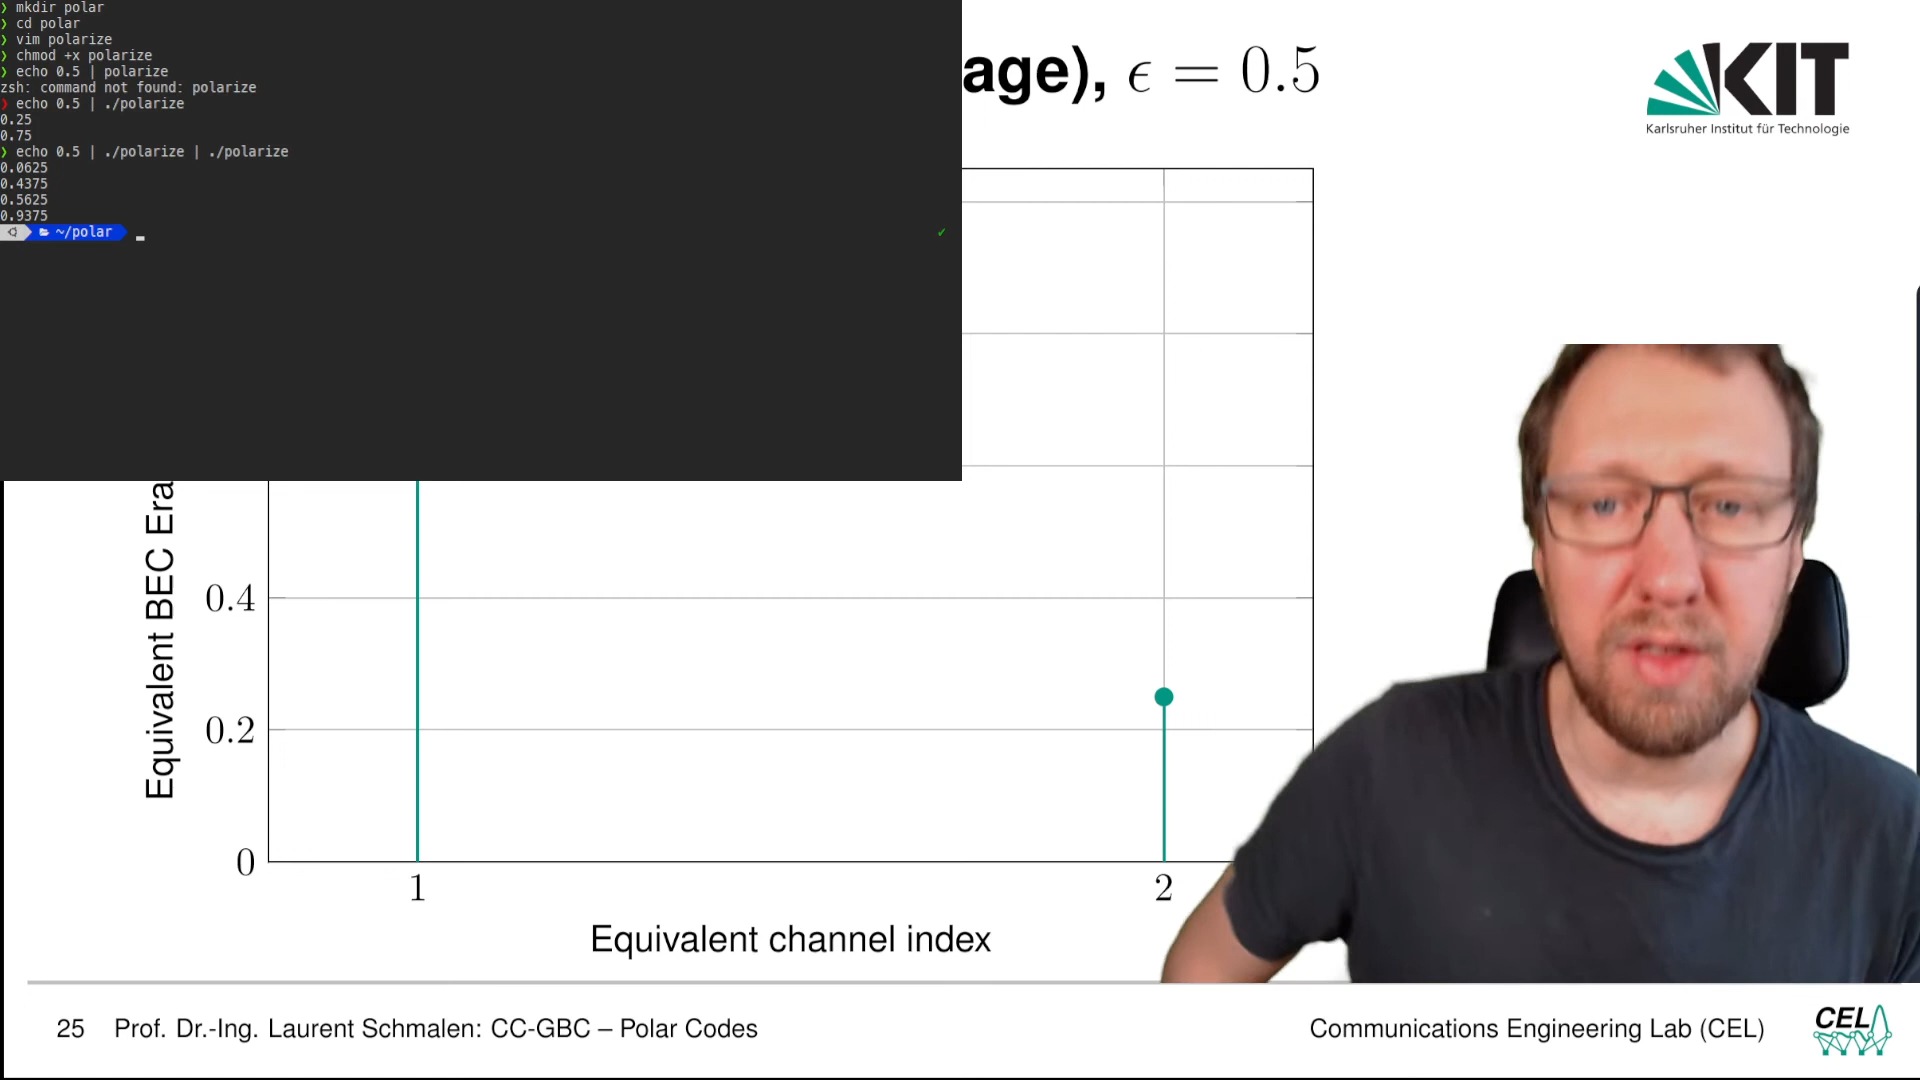 ❯ mkdir polar
❯ cd polar
❯ vim polarize
❯ chmod +x polarize
❯ echo 0.5 | polarize
zsh: command not found: polarize
❯ echo 0.5 | ./polarize
0.25
0.75
❯ echo 0.5 | ./polarize | ./polarize
0.0625
0.4375
0.5625
0.9375
~/polar
✓
age), ϵ = 0.5
KIT
Karlsruher Institut für Technologie
Equivalent BEC Era
0.4
0.2
0
1
2
Equivalent channel index
25 Prof. Dr.-Ing. Laurent Schmalen: CC-GBC – Polar Codes
Communications Engineering Lab (CEL)
CEL